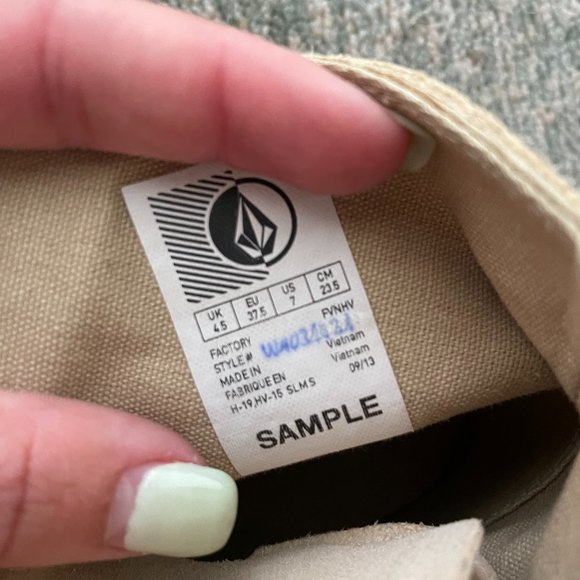 UK EU US CM
4.5 37.5 7 23.5
FACTORY FVNHV
STYLE#
MADE IN Vietnam
FABRIQUE EN Vietnam
H-19,HV-15 SLMS 09/13
SAMPLE